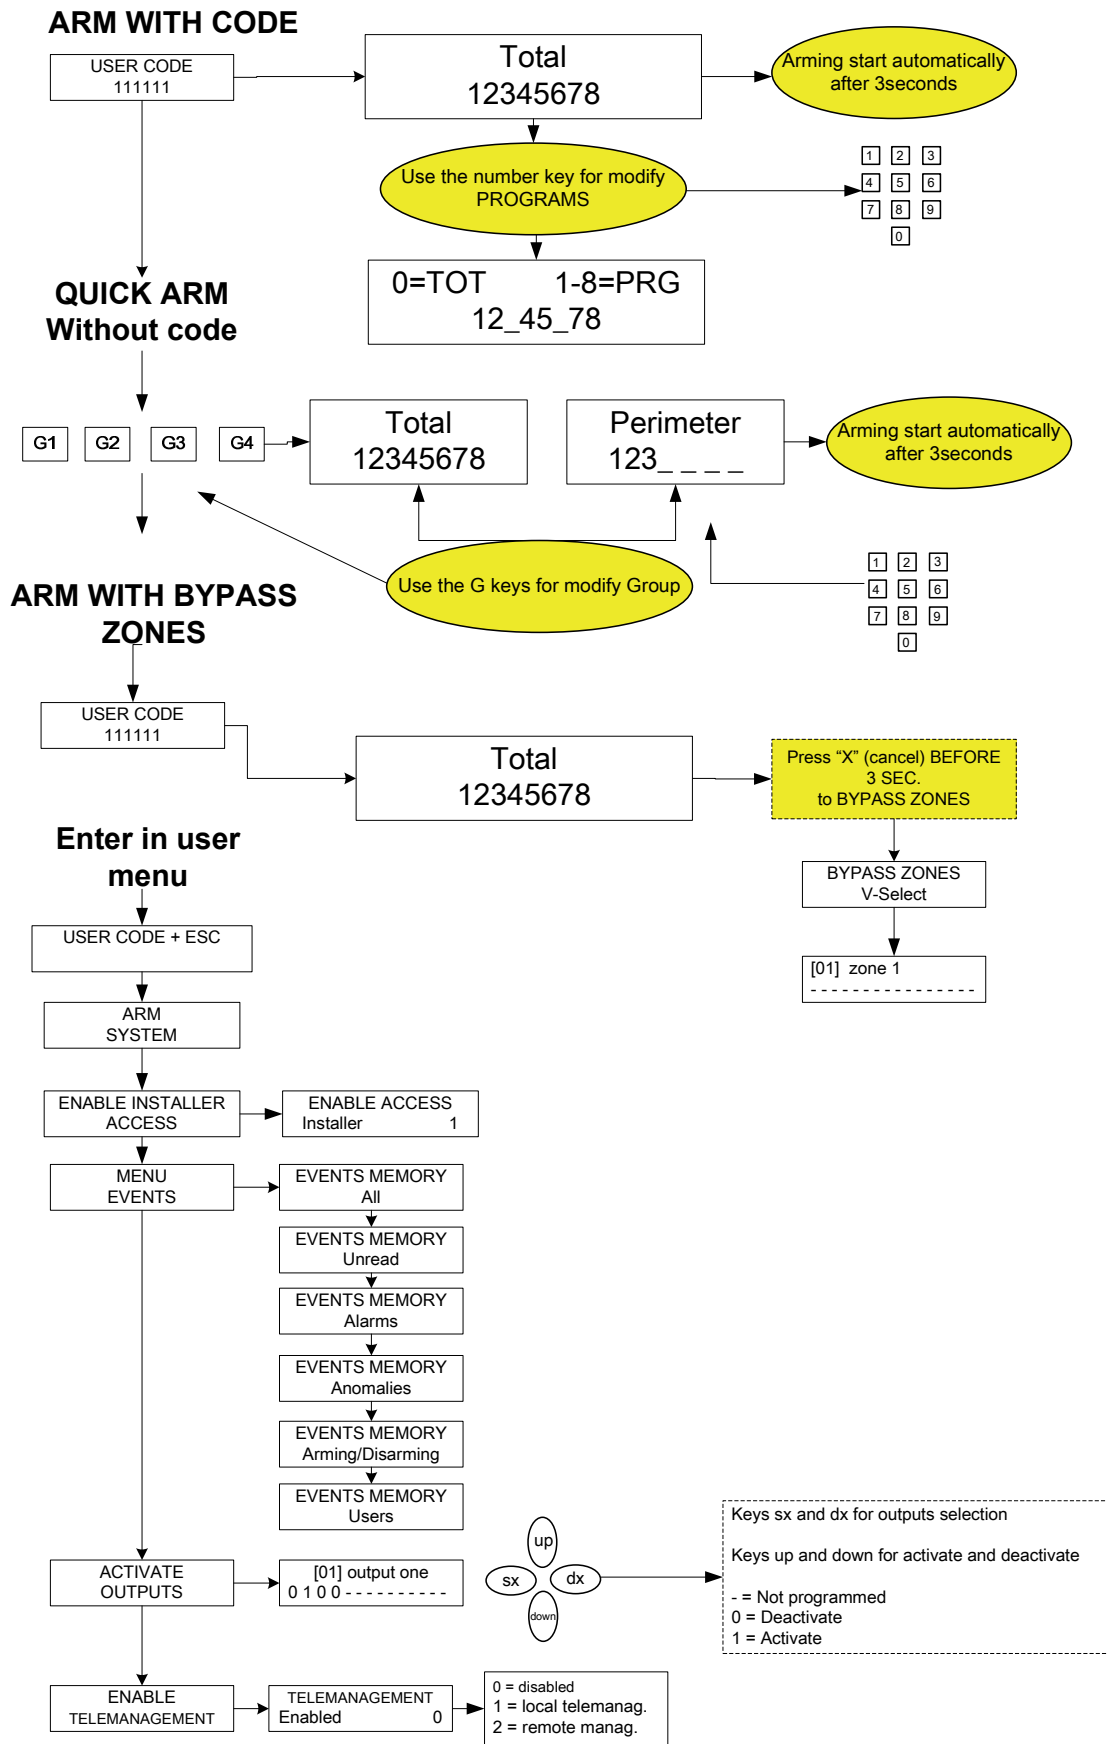 ARM WITH CODE
USER CODE
111111
Total
12345678
Arming start automatically
after 3seconds
Use the number key for modify
PROGRAMS
1 2 3
4 5 6
7 8 9
0
0=TOT 1-8=PRG
12_45_78
QUICK ARM
Without code
G1 G2 G3 G4
Total
12345678
Perimeter
123_ _ _ _
Arming start automatically
after 3seconds
Use the G keys for modify Group
1 2 3
4 5 6
7 8 9
0
ARM WITH BYPASS
ZONES
USER CODE
111111
Total
12345678
Press “X” (cancel) BEFORE
3 SEC.
to BYPASS ZONES
BYPASS ZONES
V-Select
[01] zone 1
- - - - - - - - - - - - - - - -
Enter in user
menu
USER CODE + ESC
ARM
SYSTEM
ENABLE INSTALLER
ACCESS
ENABLE ACCESS
Installer 1
MENU
EVENTS
EVENTS MEMORY
All
EVENTS MEMORY
Unread
EVENTS MEMORY
Alarms
EVENTS MEMORY
Anomalies
EVENTS MEMORY
Arming/Disarming
EVENTS MEMORY
Users
ACTIVATE
OUTPUTS
[01] output one
0 1 0 0 - - - - - - - - - -
up
sx dx
down
Keys sx and dx for outputs selection
Keys up and down for activate and deactivate
- = Not programmed
0 = Deactivate
1 = Activate
ENABLE
TELEMANAGEMENT
TELEMANAGEMENT
Enabled 0
0 = disabled
1 = local telemanag.
2 = remote manag.